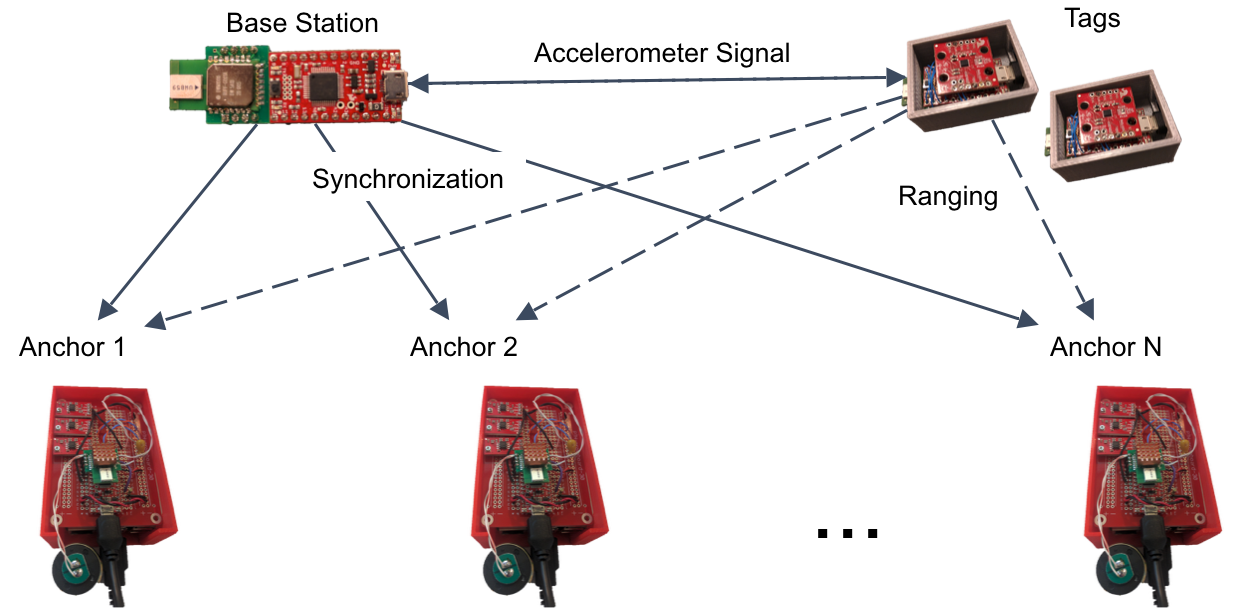 Base Station
Tags
Accelerometer Signal
Synchronization
Ranging
Anchor 1
Anchor 2
Anchor N
...